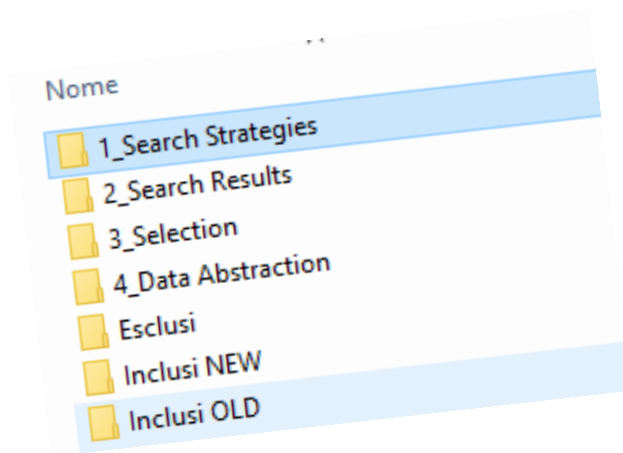 Nome
1_Search Strategies
2_Search Results
3_Selection
4_Data Abstraction
Esclusi
Inclusi NEW
Inclusi OLD